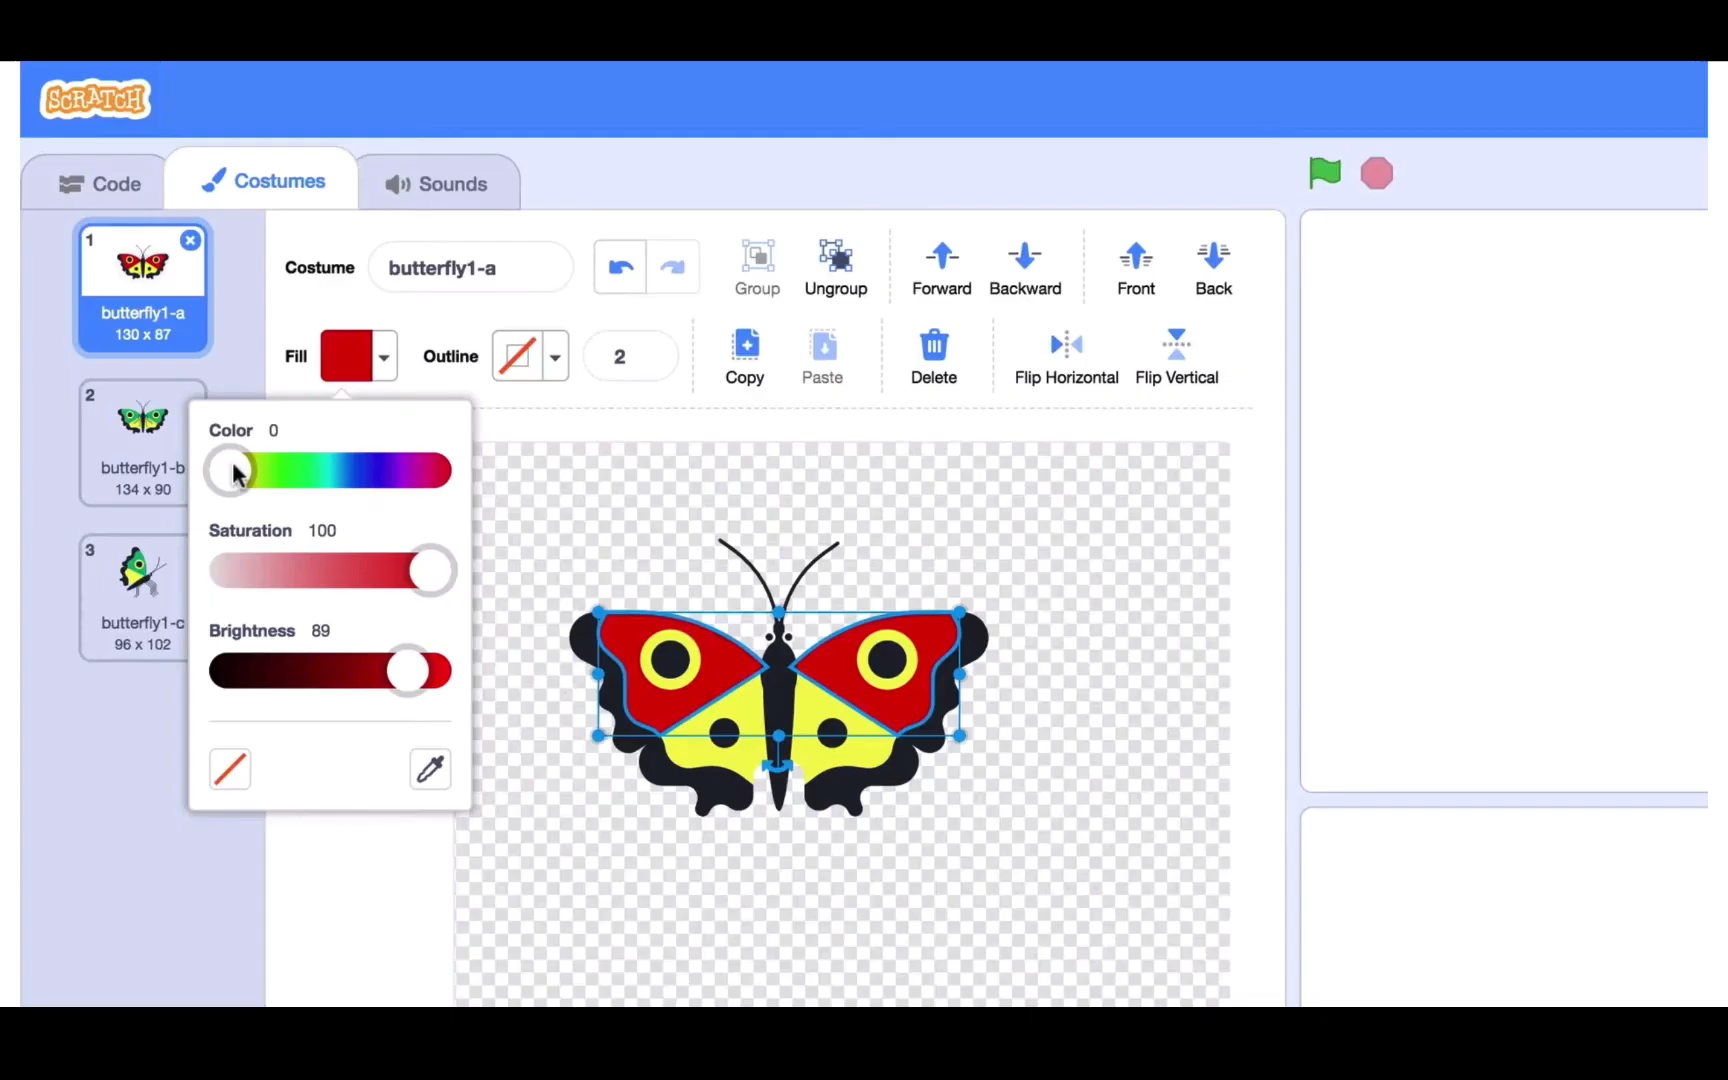 SCRATCH
Code
Costumes
Sounds
1
butterfly1-a
130 x 87
2
butterfly1-b
134 x 90
3
butterfly1-c
96 x 102
Costume
butterfly1-a
Group
Ungroup
Forward
Backward
Front
Back
Fill
Outline
2
Copy
Paste
Delete
Flip Horizontal
Flip Vertical
Color 0
Saturation 100
Brightness 89